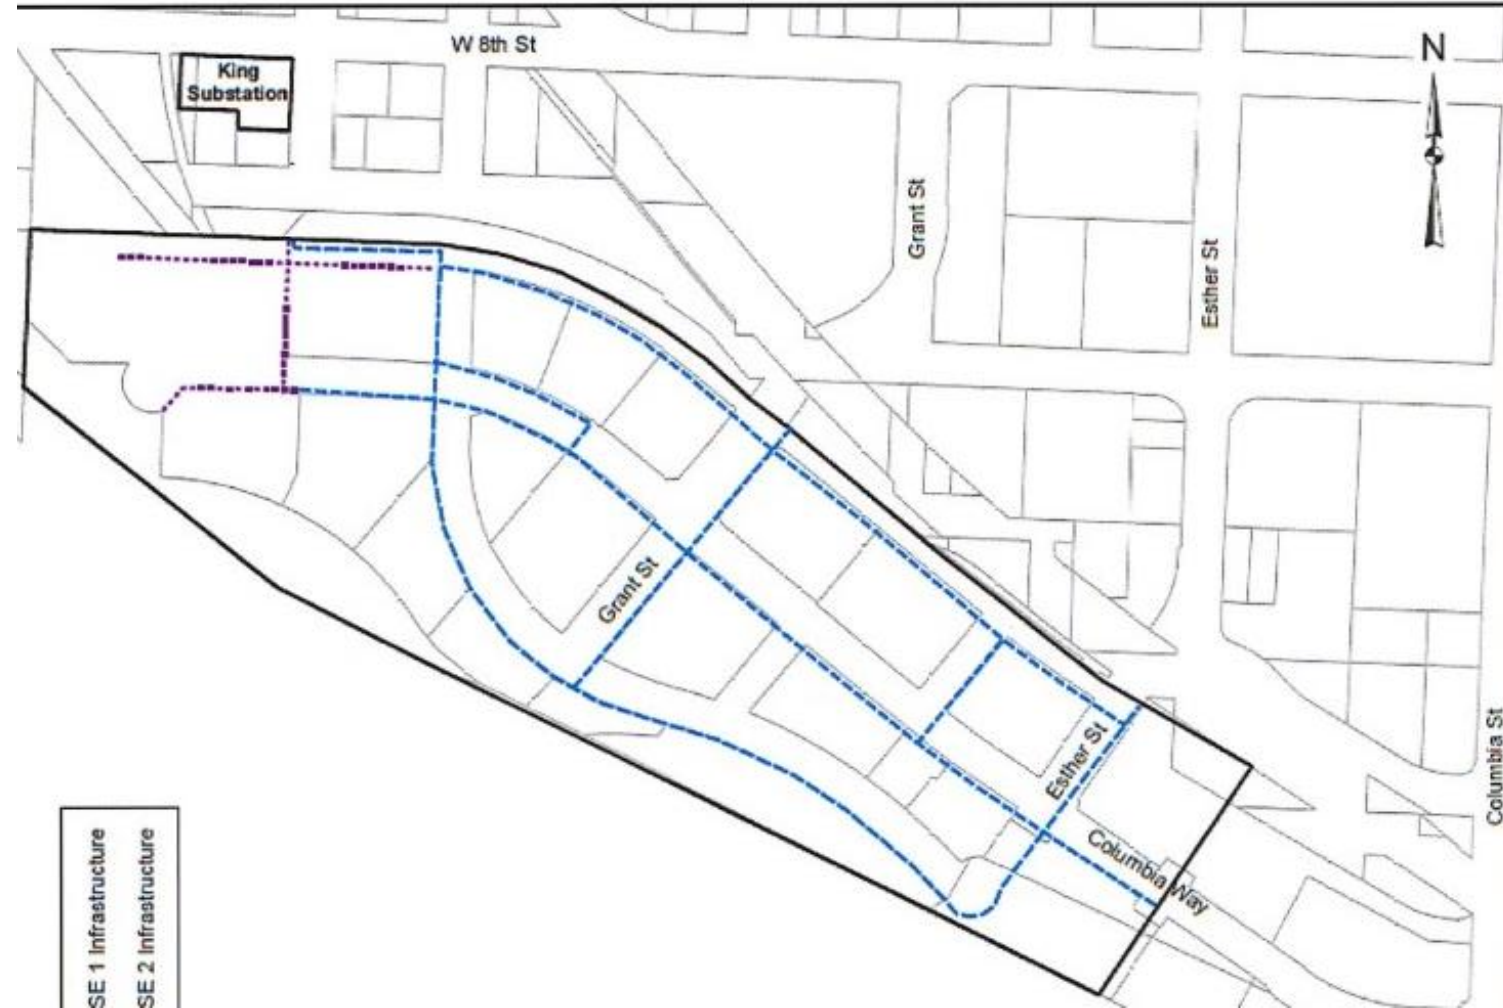 W 8th St
N
King
Substation
Grant St
Esther St
Grant St
Esther St
Columbia St
Columbia Way
SE 1 Infrastructure
SE 2 Infrastructure